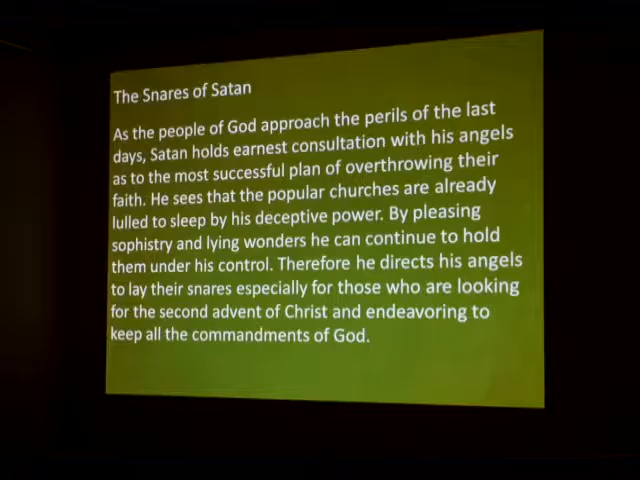 The Snares of Satan
As the people of God approach the perils of the last
days, Satan holds earnest consultation with his angels
as to the most successful plan of overthrowing their
faith. He sees that the popular churches are already
lulled to sleep by his deceptive power. By pleasing
sophistry and lying wonders he can continue to hold
them under his control. Therefore he directs his angels
to lay their snares especially for those who are looking
for the second advent of Christ and endeavoring to
keep all the commandments of God.